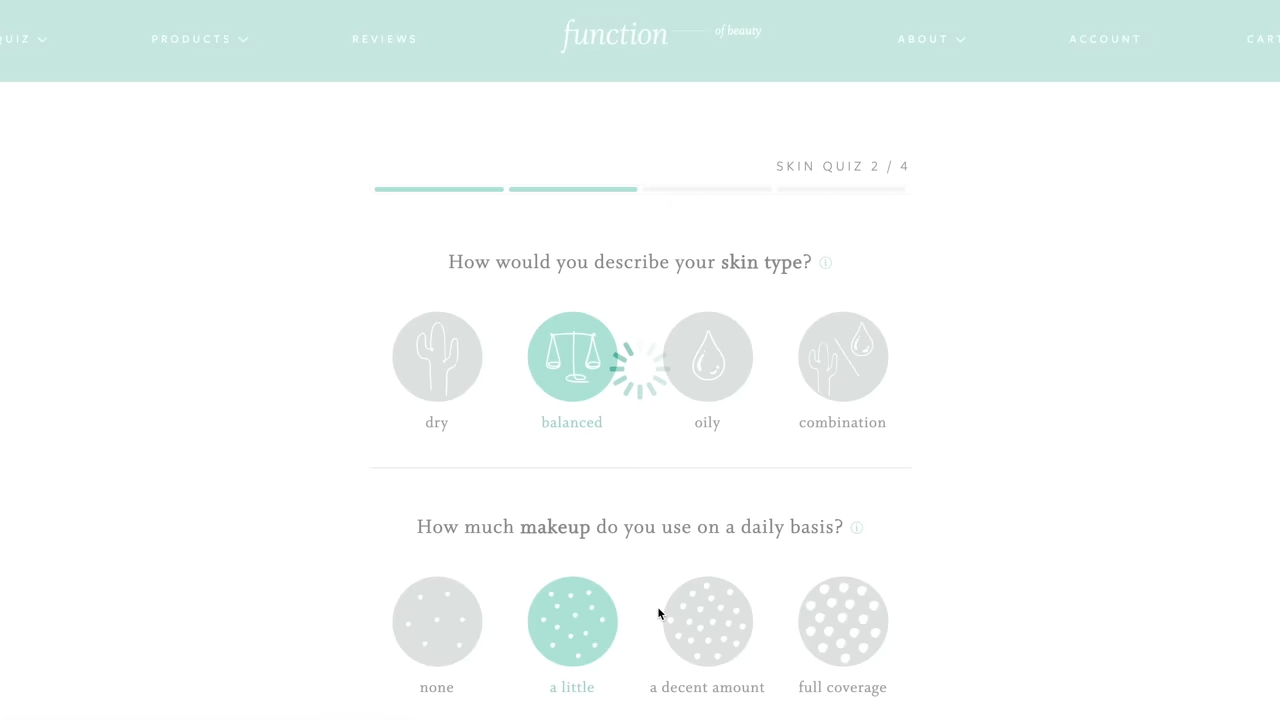 UIZ PRODUCTS REVIEWS function of beauty ABOUT ACCOUNT CART
SKIN QUIZ 2 / 4
How would you describe your skin type?
dry balanced oily combination
How much makeup do you use on a daily basis?
none a little a decent amount full coverage